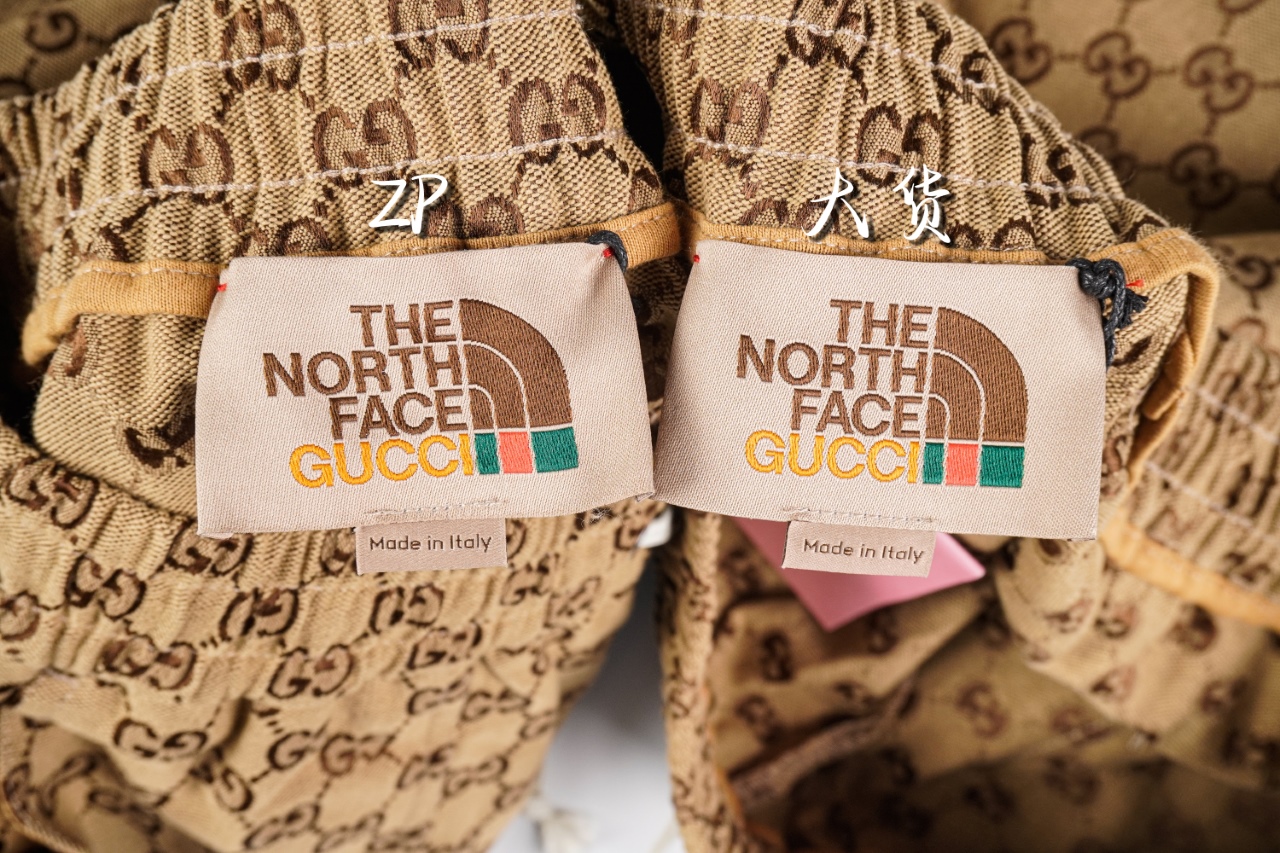 ZP
大货
THE
NORTH
FACE
GUCCI
Made in Italy
THE
NORTH
FACE
GUCCI
Made in Italy